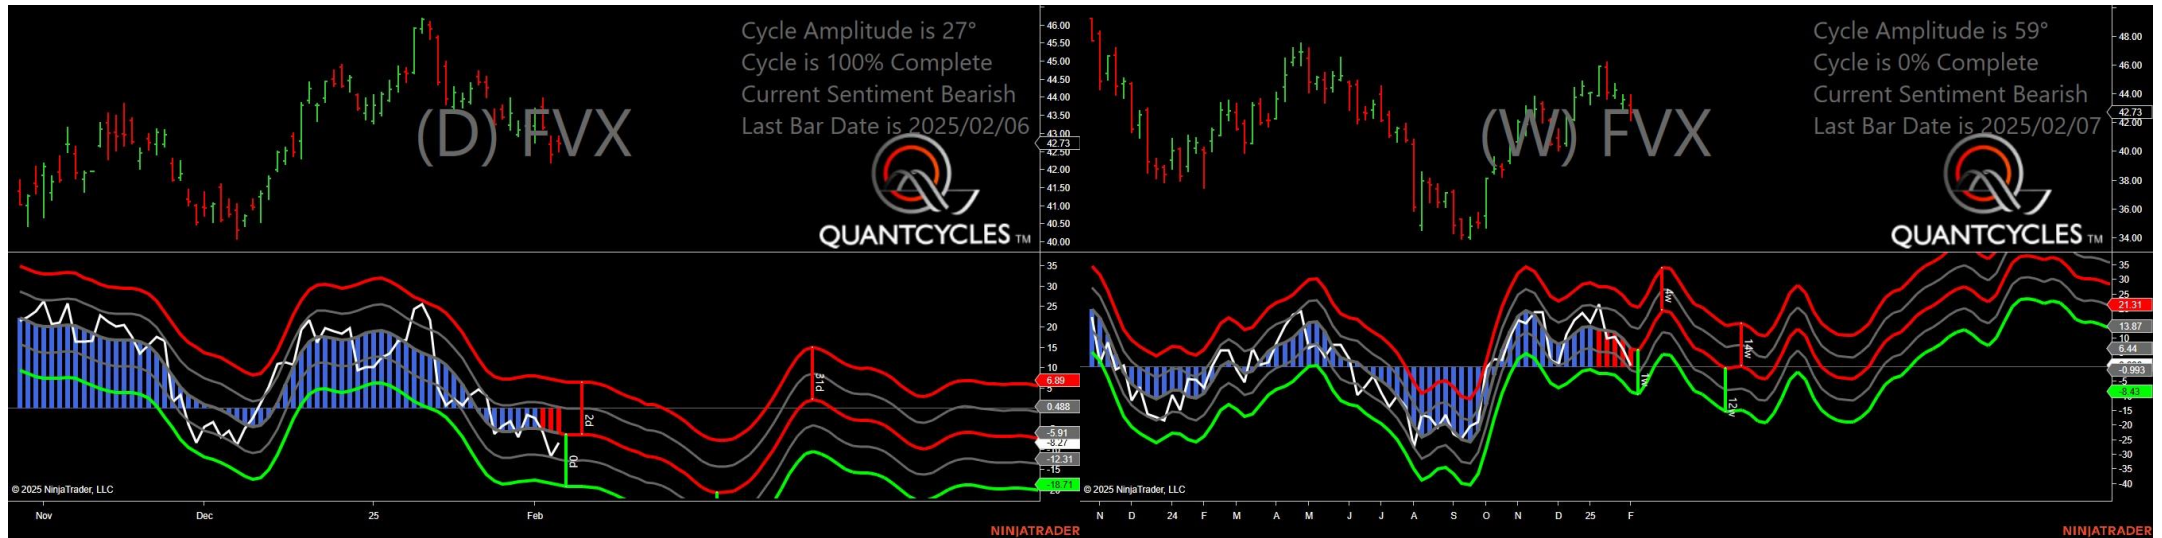 Cycle Amplitude is 27°
Cycle is 100% Complete
Current Sentiment Bearish
Last Bar Date is 2025/02/06
(D) FVX
QUANTCYCLES TM
46.00
45.50
45.00
44.50
44.00
43.50
43.00
42.73
42.50
42.00
41.50
41.00
40.50
40.00
35
30
25
20
15
10
6.89
5
0.488
-5.91
-8.27
-12.31
-15
-18.71
2d
0d
31d
© 2025 NinjaTrader, LLC
Nov
Dec
25
Feb
NINJATRADER
Cycle Amplitude is 59°
Cycle is 0% Complete
Current Sentiment Bearish
Last Bar Date is 2025/02/07
(W) FVX
QUANTCYCLES TM
48.00
46.00
44.00
42.73
42.00
40.00
38.00
36.00
34.00
35
30
25
21.31
13.87
10
6.44
-0.993
-5
-8.43
-15
-20
-25
-30
-35
-40
4w
14w
1w
12w
© 2025 NinjaTrader, LLC
N D 24 F M A M J J A S O N D 25 F
NINJATRADER